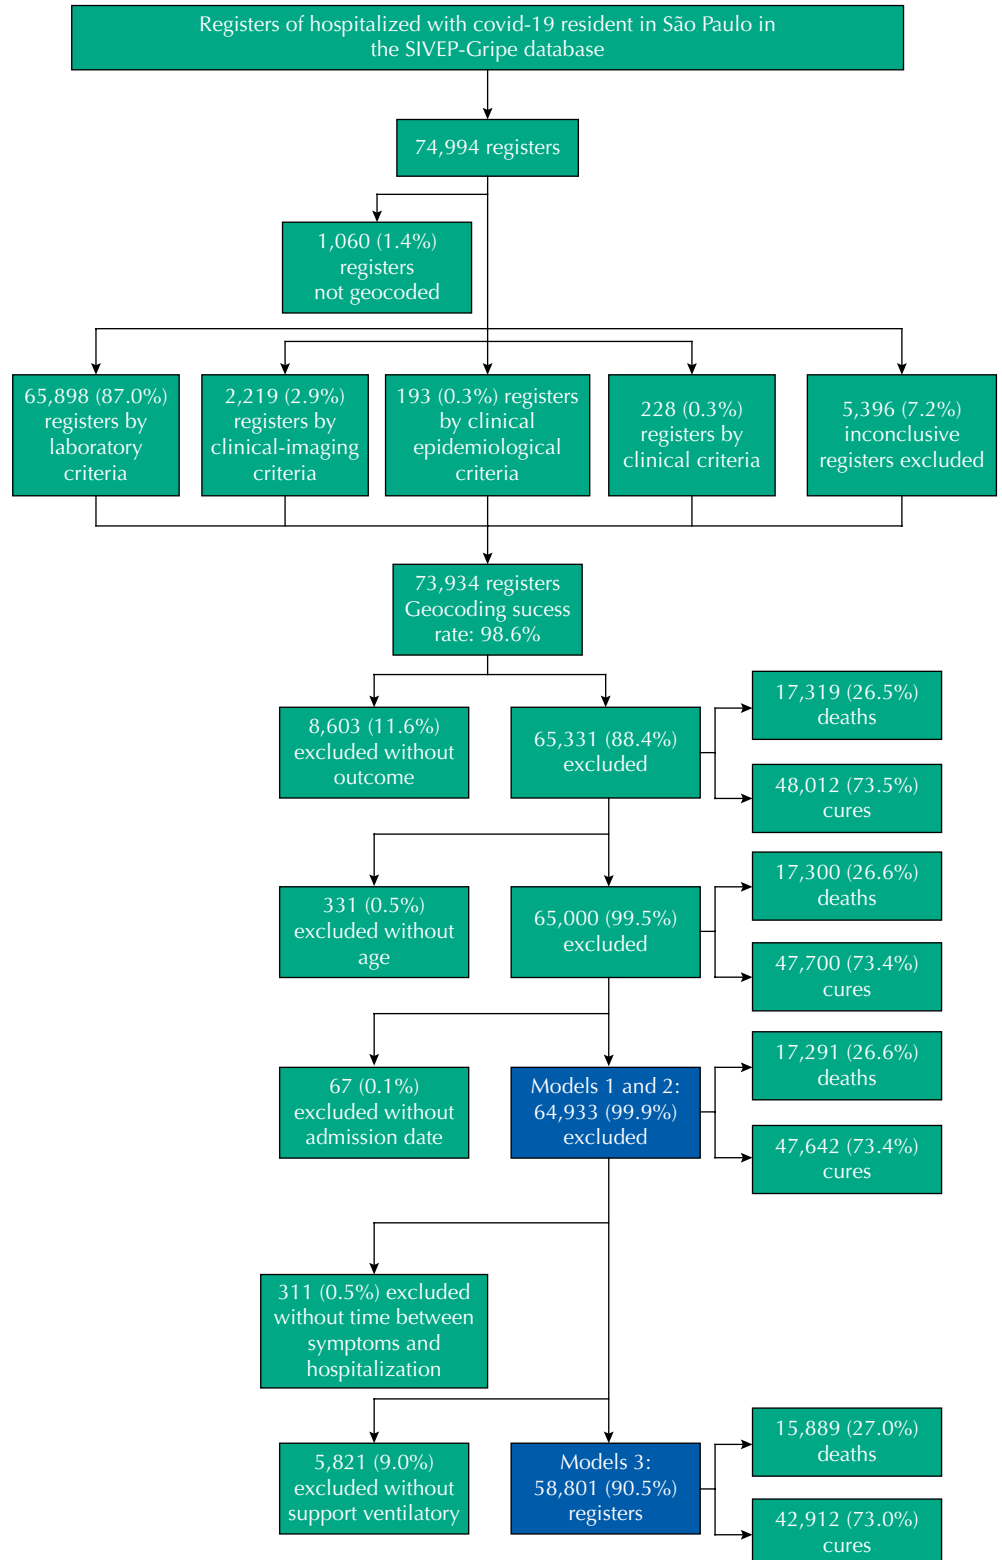 Registers of hospitalized with covid-19 resident in São Paulo in
the SIVEP-Gripe database
74,994 registers
1,060 (1.4%)
registers
not geocoded
65,898 (87.0%)
registers by
laboratory
criteria
2,219 (2.9%)
registers by
clinical-imaging
criteria
193 (0.3%) registers
by clinical
epidemiological
criteria
228 (0.3%)
registers by
clinical criteria
5,396 (7.2%)
inconclusive
registers excluded
73,934 registers
Geocoding sucess
rate: 98.6%
8,603 (11.6%)
excluded without
outcome
65,331 (88.4%)
excluded
17,319 (26.5%)
deaths
48,012 (73.5%)
cures
331 (0.5%)
excluded without
age
65,000 (99.5%)
excluded
17,300 (26.6%)
deaths
47,700 (73.4%)
cures
67 (0.1%)
excluded without
admission date
Models 1 and 2:
64,933 (99.9%)
excluded
17,291 (26.6%)
deaths
47,642 (73.4%)
cures
311 (0.5%) excluded
without time between
symptoms and
hospitalization
5,821 (9.0%)
excluded without
support ventilatory
Models 3:
58,801 (90.5%)
registers
15,889 (27.0%)
deaths
42,912 (73.0%)
cures